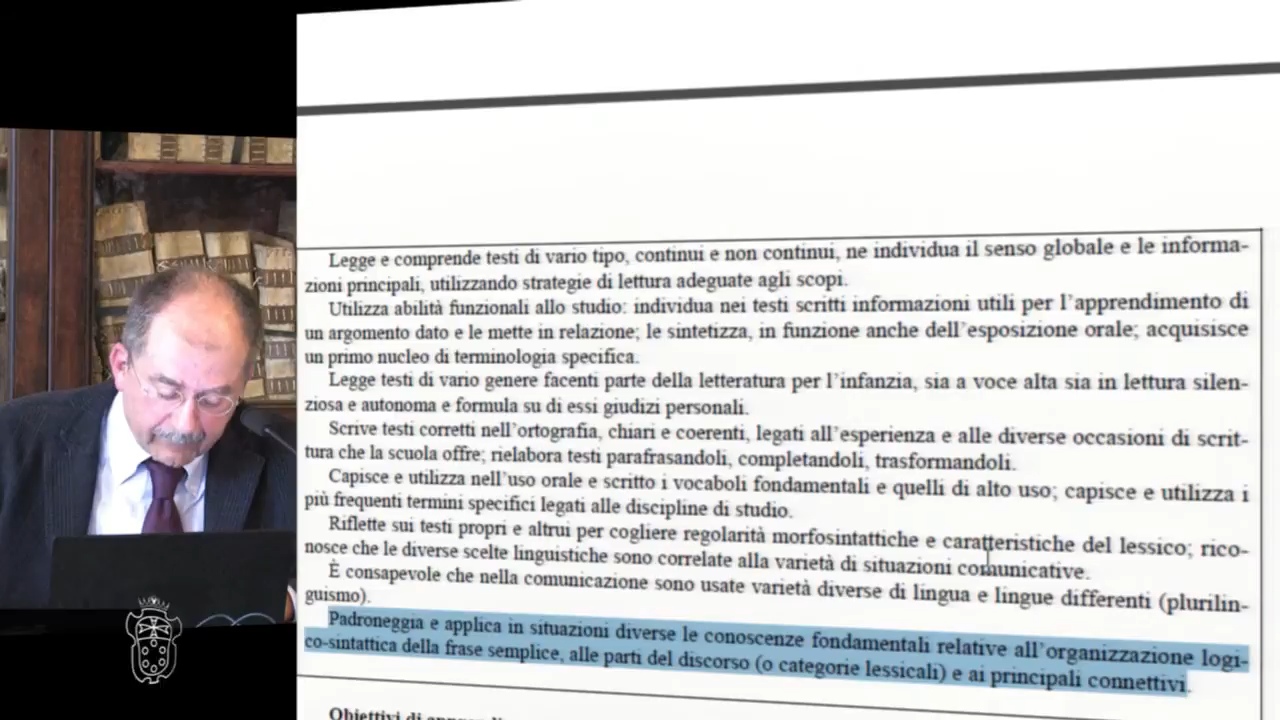 Legge e comprende testi di vario tipo, continui e non continui, ne individua il senso globale e le informa-
zioni principali, utilizzando strategie di lettura adeguate agli scopi.
Utilizza abilità funzionali allo studio: individua nei testi scritti informazioni utili per l'apprendimento di
un argomento dato e le mette in relazione; le sintetizza, in funzione anche dell'esposizione orale; acquisisce
un primo nucleo di terminologia specifica.
Legge testi di vario genere facenti parte della letteratura per l'infanzia, sia a voce alta sia in lettura silen-
ziosa e autonoma e formula su di essi giudizi personali.
Scrive testi corretti nell'ortografia, chiari e coerenti, legati all'esperienza e alle diverse occasioni di scrit-
tura che la scuola offre; rielabora testi parafrasandoli, completandoli, trasformandoli.
Capisce e utilizza nell'uso orale e scritto i vocaboli fondamentali e quelli di alto uso; capisce e utilizza i
più frequenti termini specifici legati alle discipline di studio.
Riflette sui testi propri e altrui per cogliere regolarità morfosintattiche e caratteristiche del lessico; rico-
nosce che le diverse scelte linguistiche sono correlate alla varietà di situazioni comunicative.
È consapevole che nella comunicazione sono usate varietà diverse di lingua e lingue differenti (plurilin-
guismo).
Padroneggia e applica in situazioni diverse le conoscenze fondamentali relative all'organizzazione logi-
co-sintattica della frase semplice, alle parti del discorso (o categorie lessicali) e ai principali connettivi.
Obiettivi di